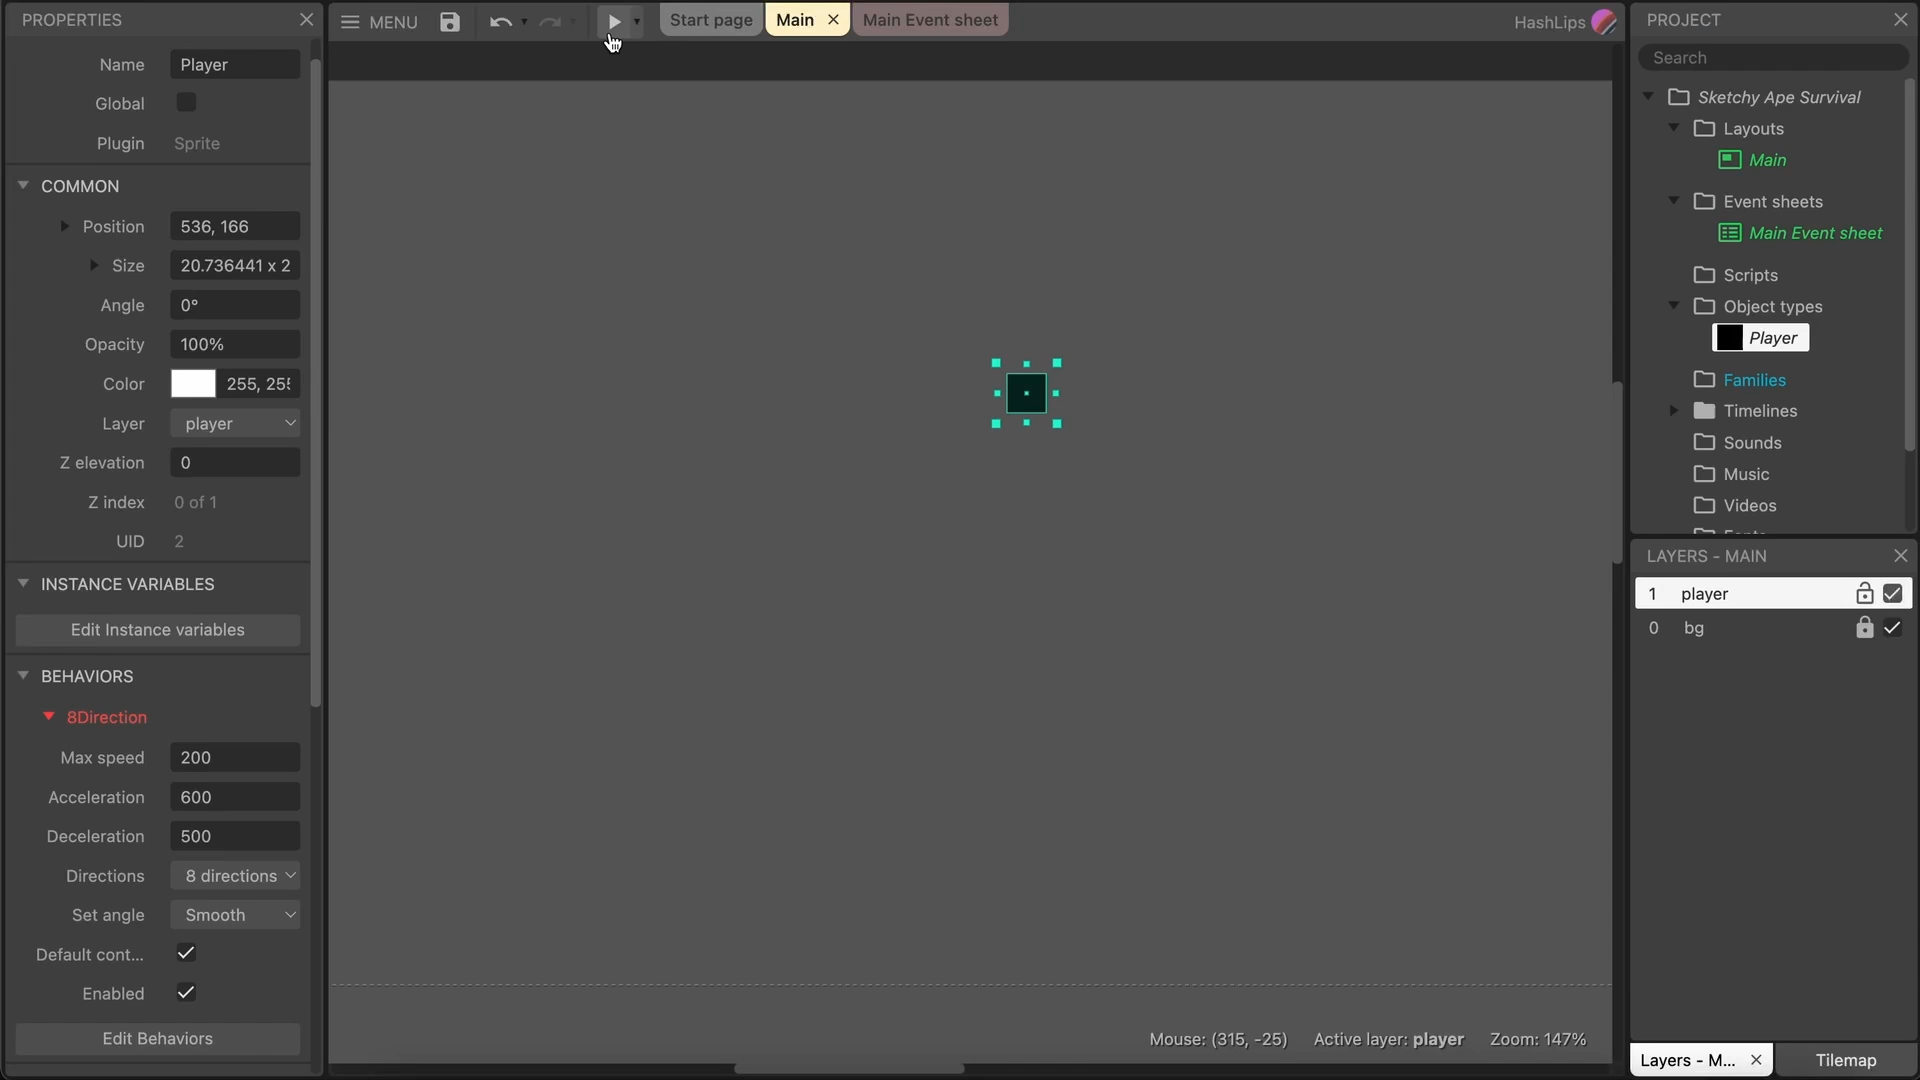 PROPERTIES
Name Player
Global
Plugin Sprite
COMMON
Position 536, 166
Size 20.736441 x 2
Angle 0°
Opacity 100%
Color 255, 255
Layer player
Z elevation 0
Z index 0 of 1
UID 2
INSTANCE VARIABLES
Edit Instance variables
BEHAVIORS
8Direction
Max speed 200
Acceleration 600
Deceleration 500
Directions 8 directions
Set angle Smooth
Default cont...
Enabled
Edit Behaviors
MENU
Start page
Main
Main Event sheet
HashLips
Mouse: (315, -25) Active layer: player Zoom: 147%
PROJECT
Search
Sketchy Ape Survival
Layouts
Main
Event sheets
Main Event sheet
Scripts
Object types
Player
Families
Timelines
Sounds
Music
Videos
LAYERS - MAIN
1 player
0 bg
Layers - M...
Tilemap